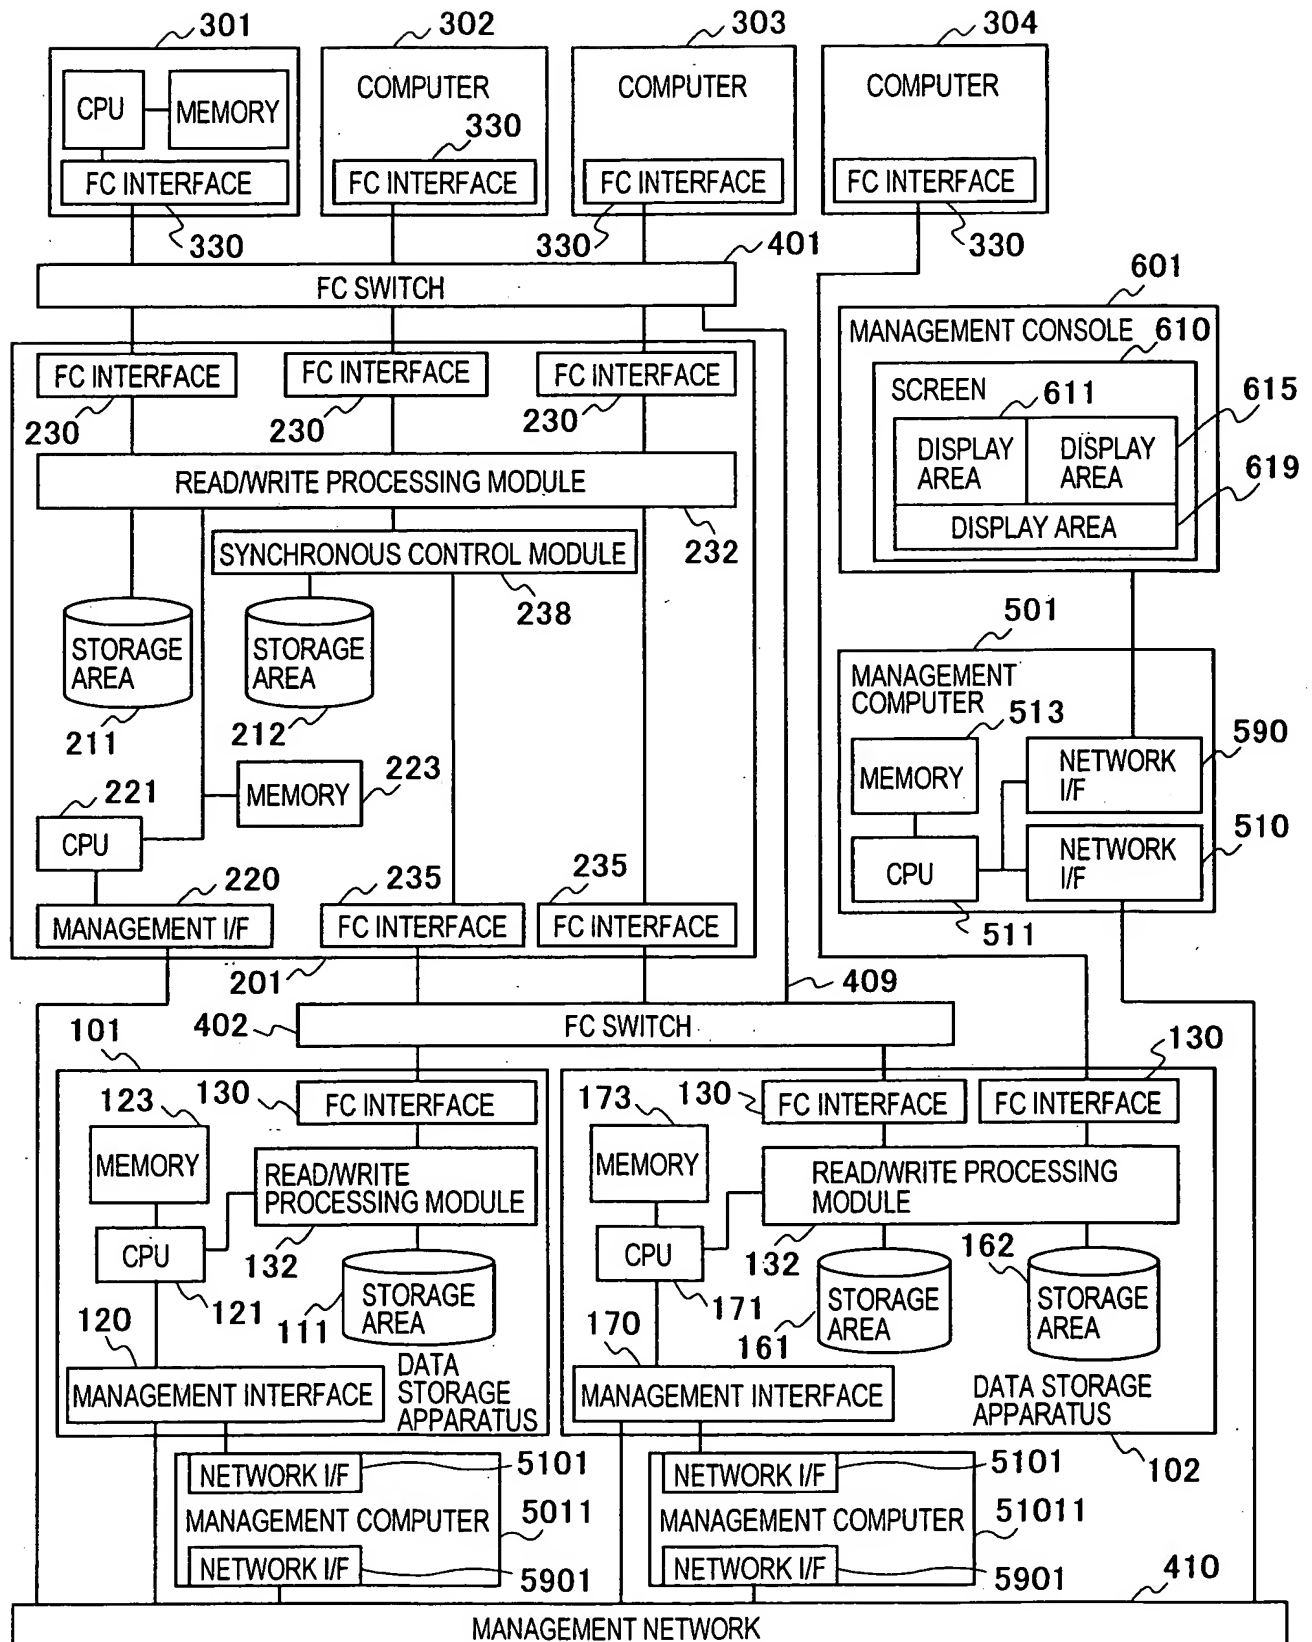 301 302 303 304
CPU MEMORY
FC INTERFACE
330
COMPUTER
330
FC INTERFACE
COMPUTER
FC INTERFACE
330
COMPUTER
FC INTERFACE
330
401
FC SWITCH
FC INTERFACE FC INTERFACE FC INTERFACE
230 230 230
READ/WRITE PROCESSING MODULE
232
SYNCHRONOUS CONTROL MODULE
238
STORAGE
AREA
211
STORAGE
AREA
212
221
CPU
223
MEMORY
220
MANAGEMENT I/F
235
FC INTERFACE
235
FC INTERFACE
201
601
MANAGEMENT CONSOLE
610
SCREEN
611
615
DISPLAY
AREA
DISPLAY
AREA
619
DISPLAY AREA
501
MANAGEMENT
COMPUTER
513
MEMORY
590
NETWORK
I/F
510
NETWORK
I/F
CPU
511
409
402
FC SWITCH
101
130
FC INTERFACE
123
MEMORY
READ/WRITE
PROCESSING MODULE
132
CPU
121
STORAGE
AREA
111
120
MANAGEMENT INTERFACE
DATA
STORAGE
APPARATUS
130
FC INTERFACE
130
FC INTERFACE
173
MEMORY
READ/WRITE PROCESSING
MODULE
132
CPU
171
STORAGE
AREA
161
162
STORAGE
AREA
170
MANAGEMENT INTERFACE
DATA STORAGE
APPARATUS
102
NETWORK I/F
5101
MANAGEMENT COMPUTER
5011
NETWORK I/F
5901
NETWORK I/F
5101
MANAGEMENT COMPUTER
51011
NETWORK I/F
5901
410
MANAGEMENT NETWORK